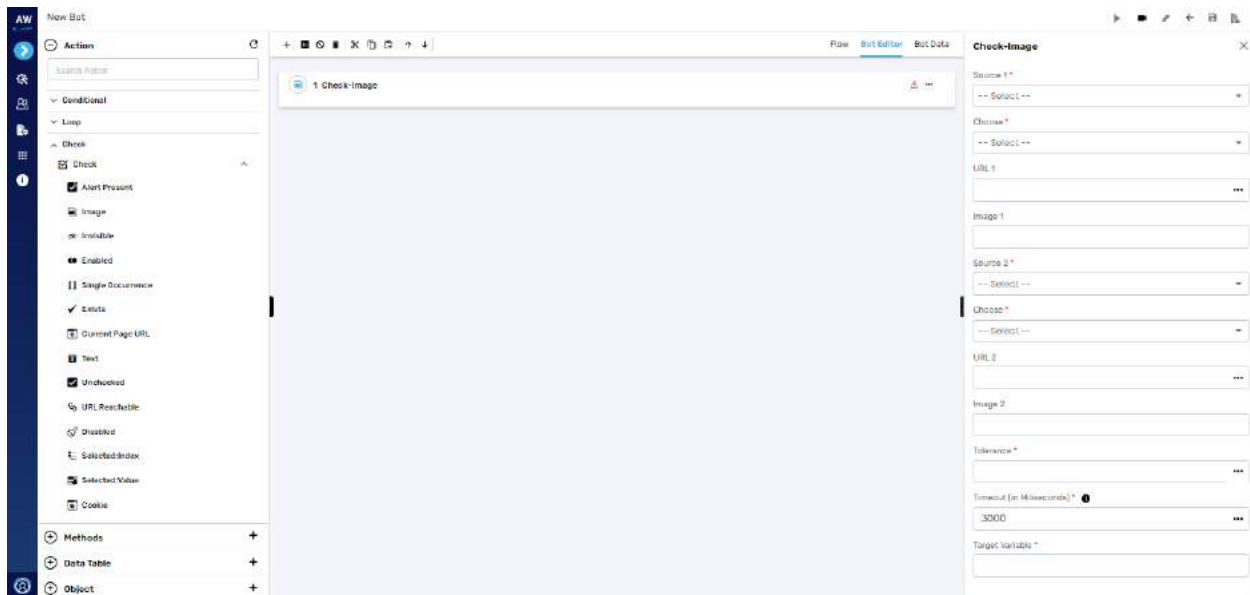 AW
New Bot
Action
Search Action
Conditional
Loop
Check
Check
Alert Present
Image
Invisible
Enabled
Single Occurrence
Exists
Current Page URL
Text
Unchecked
URL Reachable
Disabled
Selected Index
Selected Value
Cookie
Methods
Data Table
Object
Flow Bot Editor Bot Data
1 Check-Image
Check-Image
Source 1 *
-- Select --
Choose *
-- Select --
URL 1
Image 1
Source 2 *
-- Select --
Choose *
-- Select --
URL 2
Image 2
Tolerance *
Timeout (in Miliseconds) *
3000
Target Variable *